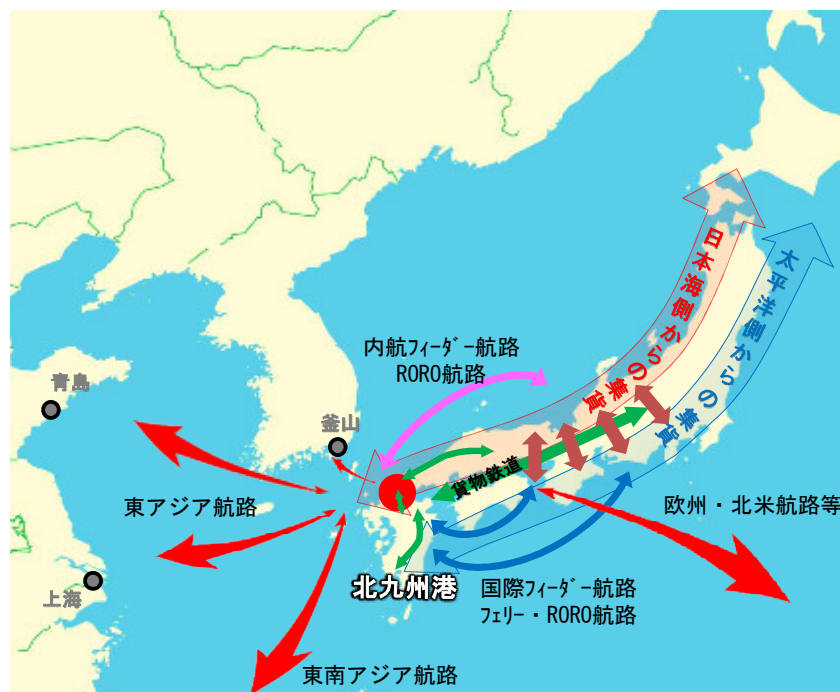 日本海側からの集貨
太平洋側からの集貨
内航フィーダー航路
RORO航路
青島
釜山
貨物鉄道
東アジア航路
欧州・北米航路等
上海
北九州港
国際フィーダー航路
フェリー・RORO航路
東南アジア航路